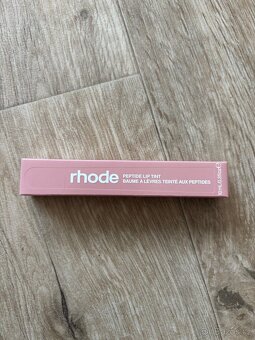 rhode
PEPTIDE LIP TINT
BAUME À LÈVRES TEINTÉ AUX PEPTIDES